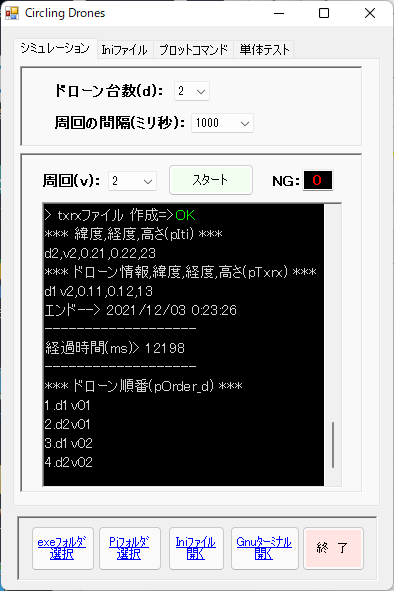 Circling Drones
シミュレーション Iniファイル プロットコマンド 単体テスト
ドローン台数(d): 2
周回の間隔(ミリ秒): 1000
周回(v): 2 スタート NG: 0
> txrxファイル 作成=>OK
*** 緯度,経度,高さ(pIti) ***
d2,v2,0.21,0.22,23
*** ドローン情報,緯度,経度,高さ(pTxrx) ***
d1v2,0.11,0.12,13
エンド--> 2021/12/03 0:23:26
-------------------
経過時間(ms)> 12198
-------------------
*** ドローン順番(pOrder_d) ***
1.d1v01
2.d2v01
3.d1v02
4.d2v02
exeフォルダ 選択
Piフォルダ 選択
Iniファイル 開く
Gnuターミナル 開く
終 了